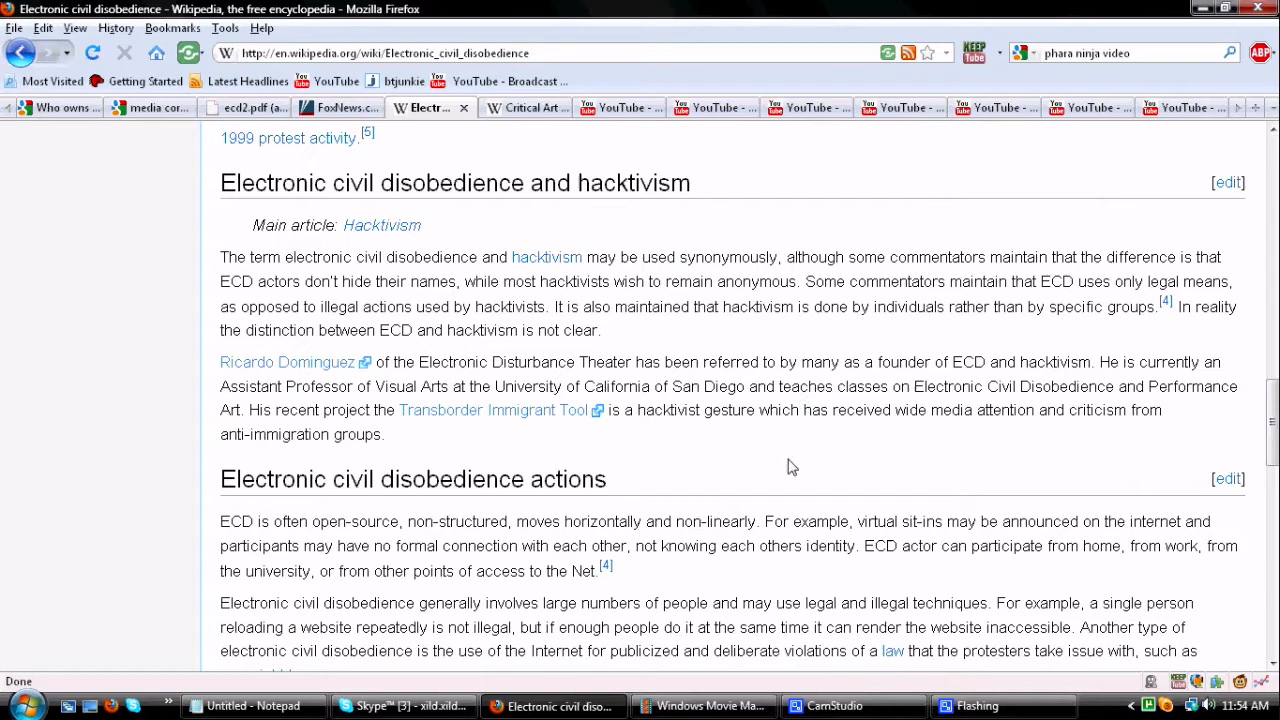 Electronic civil disobedience - Wikipedia, the free encyclopedia - Mozilla Firefox
File Edit View History Bookmarks Tools Help
http://en.wikipedia.org/wiki/Electronic_civil_disobedience
KEEP Tube
phara ninja video
ABP
Most Visited Getting Started Latest Headlines YouTube btjunkie YouTube - Broadcast ...
Who owns ... media cor... ecd2.pdf (a... FoxNews.c... Electr... Critical Art ... YouTube - ... YouTube - ... YouTube - ... YouTube - ... YouTube - ... YouTube - ... YouTube - ...
1999 protest activity.[5]
Electronic civil disobedience and hacktivism [edit]
Main article: Hacktivism
The term electronic civil disobedience and hacktivism may be used synonymously, although some commentators maintain that the difference is that
ECD actors don't hide their names, while most hacktivists wish to remain anonymous. Some commentators maintain that ECD uses only legal means,
as opposed to illegal actions used by hacktivists. It is also maintained that hacktivism is done by individuals rather than by specific groups.[4] In reality
the distinction between ECD and hacktivism is not clear.
Ricardo Dominguez of the Electronic Disturbance Theater has been referred to by many as a founder of ECD and hacktivism. He is currently an
Assistant Professor of Visual Arts at the University of California of San Diego and teaches classes on Electronic Civil Disobedience and Performance
Art. His recent project the Transborder Immigrant Tool is a hacktivist gesture which has received wide media attention and criticism from
anti-immigration groups.
Electronic civil disobedience actions [edit]
ECD is often open-source, non-structured, moves horizontally and non-linearly. For example, virtual sit-ins may be announced on the internet and
participants may have no formal connection with each other, not knowing each others identity. ECD actor can participate from home, from work, from
the university, or from other points of access to the Net.[4]
Electronic civil disobedience generally involves large numbers of people and may use legal and illegal techniques. For example, a single person
reloading a website repeatedly is not illegal, but if enough people do it at the same time it can render the website inaccessible. Another type of
electronic civil disobedience is the use of the Internet for publicized and deliberate violations of a law that the protesters take issue with, such as
Done
Untitled - Notepad Skype™ [3] - xild.xild... Electronic civil diso... Windows Movie Ma... CamStudio Flashing 11:54 AM